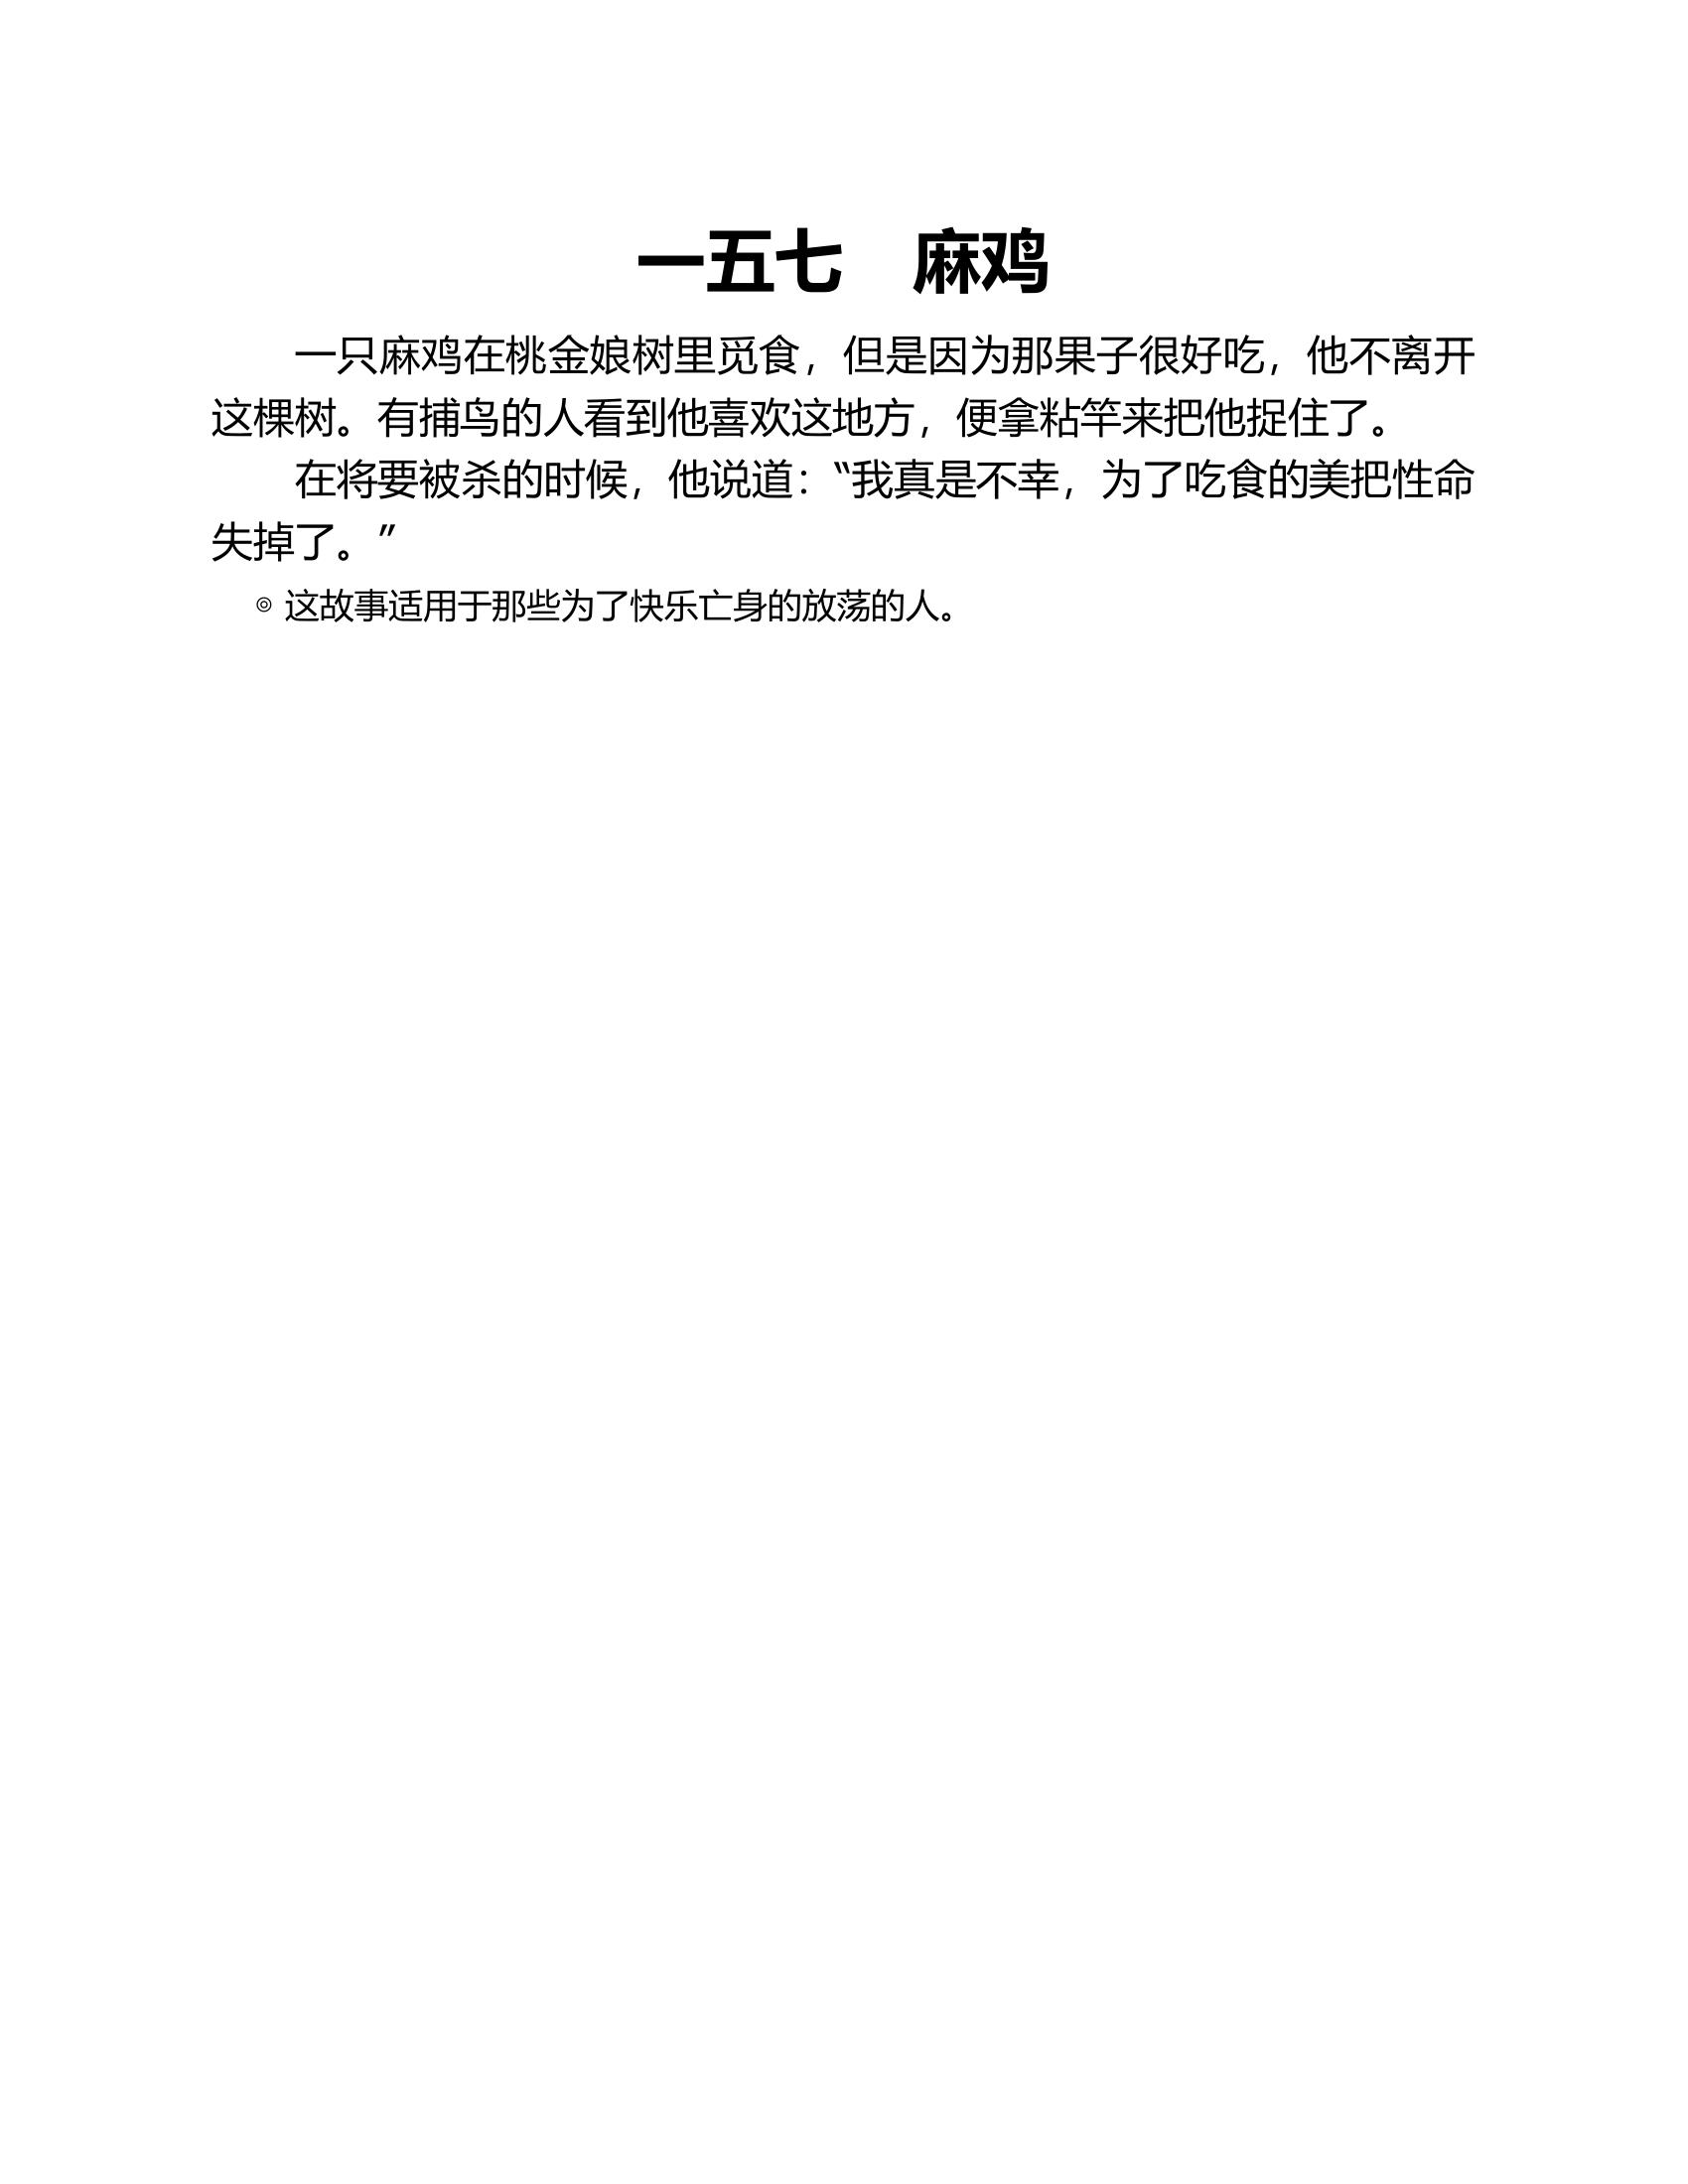 一五七　麻鸡
一只麻鸡在桃金娘树里觅食，但是因为那果子很好吃，他不离开
这棵树。有捕鸟的人看到他喜欢这地方，便拿粘竿来把他捉住了。
在将要被杀的时候，他说道：“我真是不幸，为了吃食的美把性命
失掉了。”
◎ 这故事适用于那些为了快乐亡身的放荡的人。